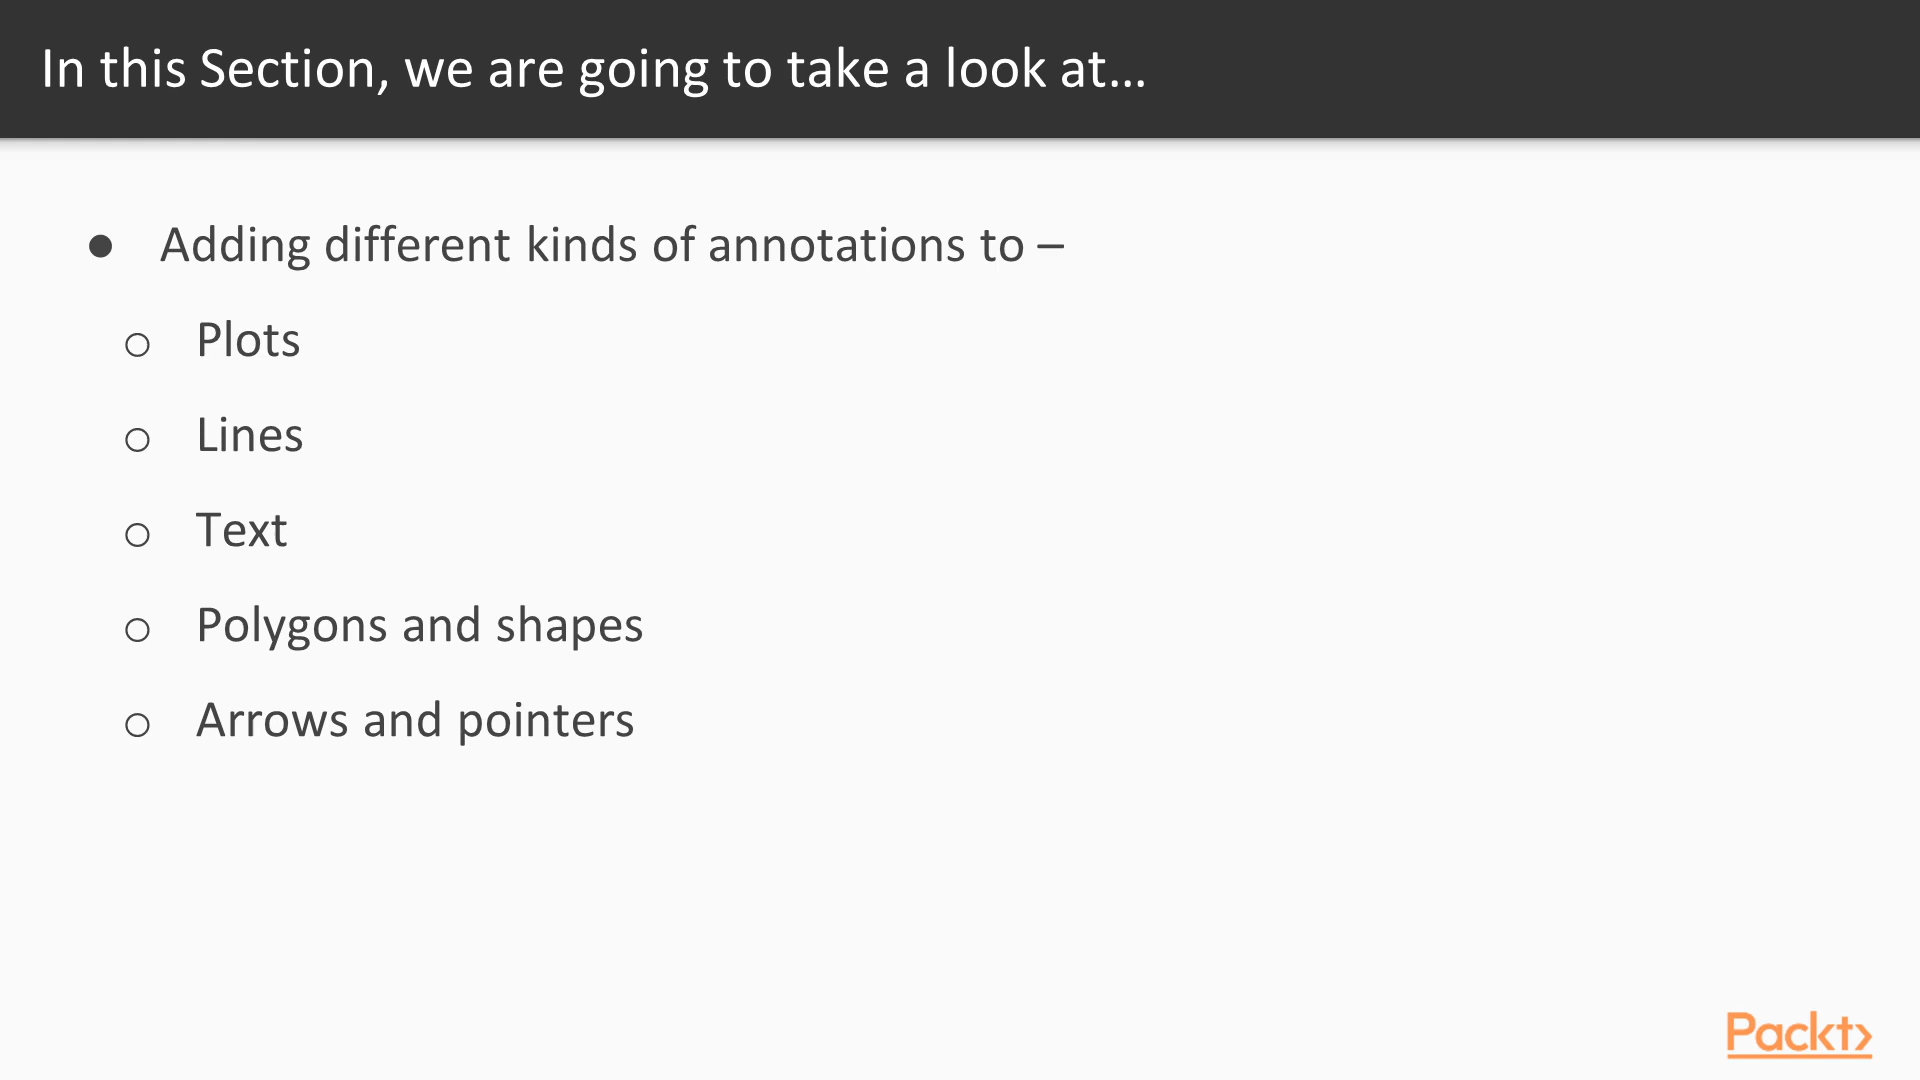 In this Section, we are going to take a look at...
● Adding different kinds of annotations to –
○ Plots
○ Lines
○ Text
○ Polygons and shapes
○ Arrows and pointers
Packt>